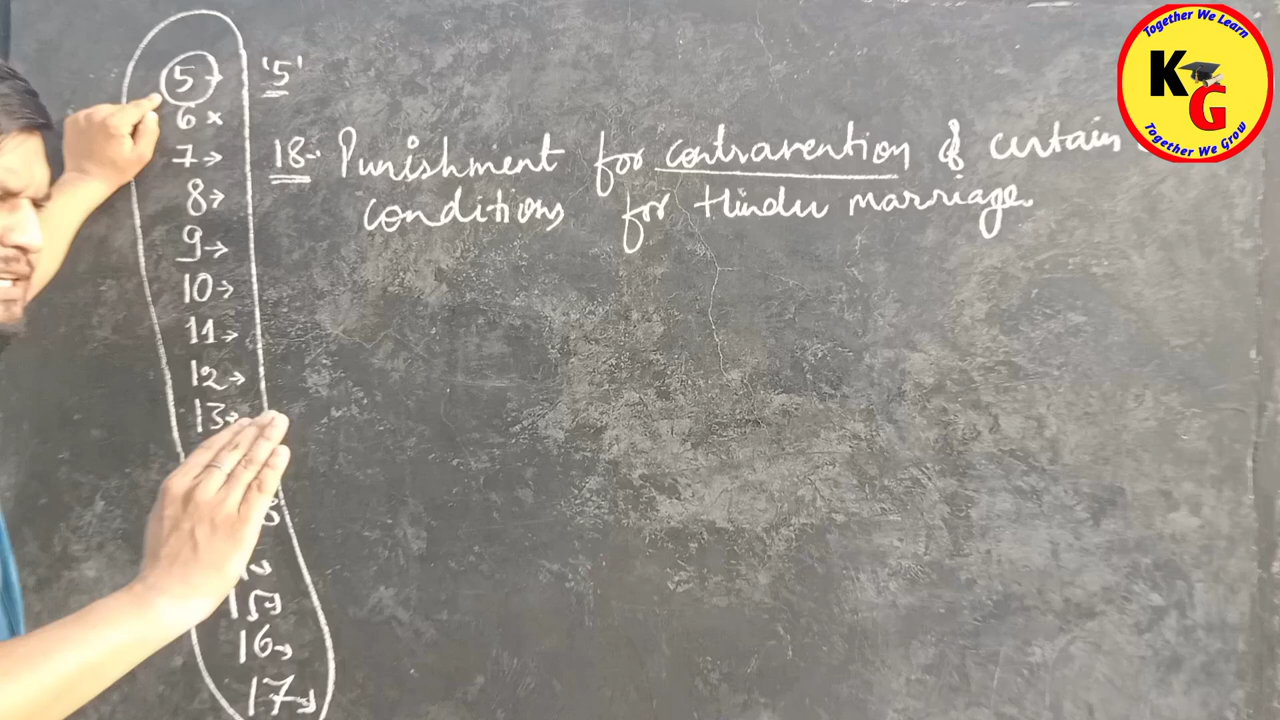 5→ '5'
6 ×
7→
18. Punishment for contravention of certain
8→
conditions for Hindu marriage.
9→
10→
11→
12→
13→
15→
16→
17→
Together We Learn
KG
Together We Grow